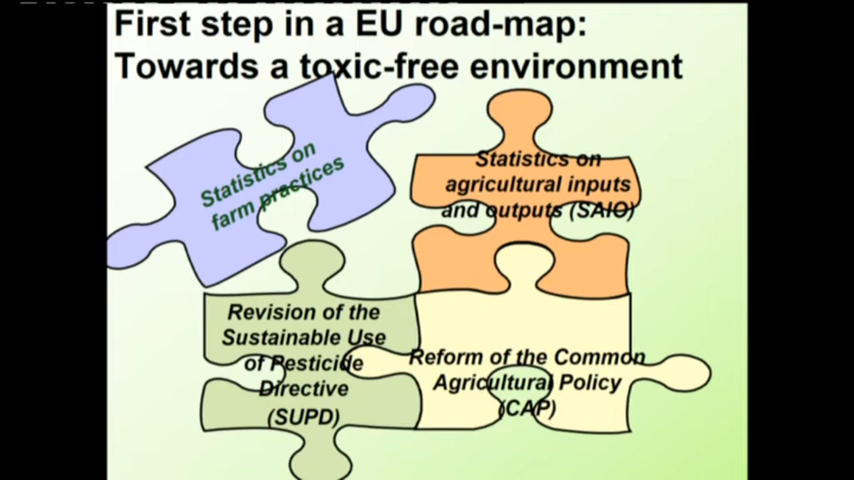 First step in a EU road-map:
Towards a toxic-free environment
Statistics on
farm practices
Statistics on
agricultural inputs
and outputs (SAIO)
Revision of the
Sustainable Use
of Pesticide
Directive
(SUPD)
Reform of the Common
Agricultural Policy
(CAP)